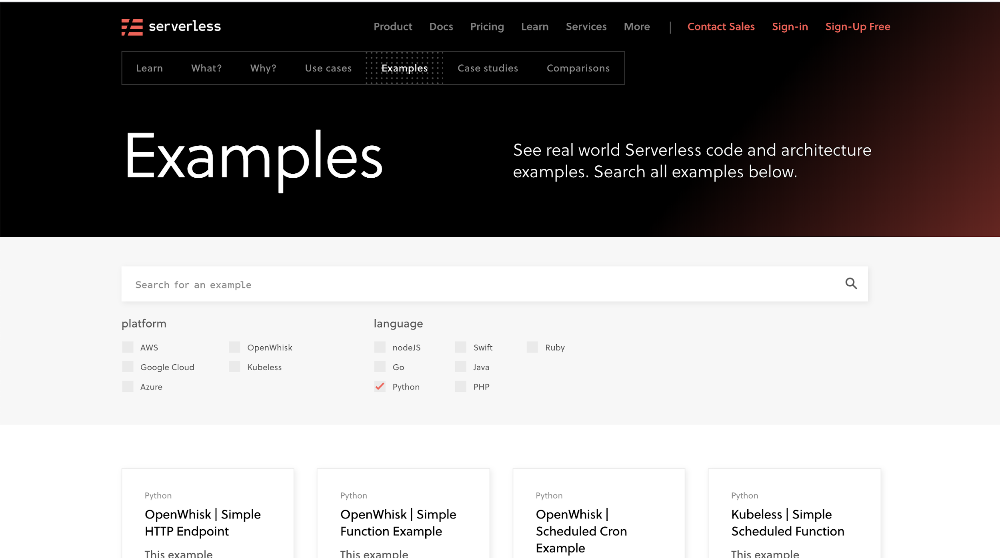 serverless
Product Docs Pricing Learn Services More | Contact Sales Sign-in Sign-Up Free
Learn What? Why? Use cases Examples Case studies Comparisons
Examples
See real world Serverless code and architecture
examples. Search all examples below.
Search for an example
platform
AWS
Google Cloud
Azure
OpenWhisk
Kubeless
language
nodeJS
Go
Python
Swift
Java
PHP
Ruby
Python
OpenWhisk | Simple
HTTP Endpoint
This example
Python
OpenWhisk | Simple
Function Example
This example
Python
OpenWhisk |
Scheduled Cron
Example
Python
Kubeless | Simple
Scheduled Function
This example